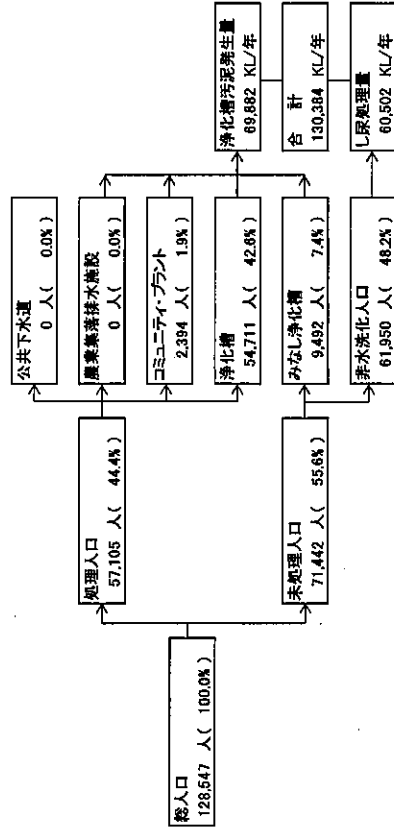 総人口
128,547 人( 100.0% )
処理人口
57,105 人( 44.4% )
未処理人口
71,442 人( 55.6% )
公共下水道
0 人( 0.0% )
農業集落排水施設
0 人( 0.0% )
コミュニティ・プラント
2,394 人( 1.9% )
浄化槽
54,711 人( 42.6% )
みなし浄化槽
9,492 人( 7.4% )
非水洗化人口
61,950 人( 48.2% )
浄化槽汚泥発生量
69,882 KL/年
合 計
130,384 KL/年
し尿処理量
60,502 KL/年